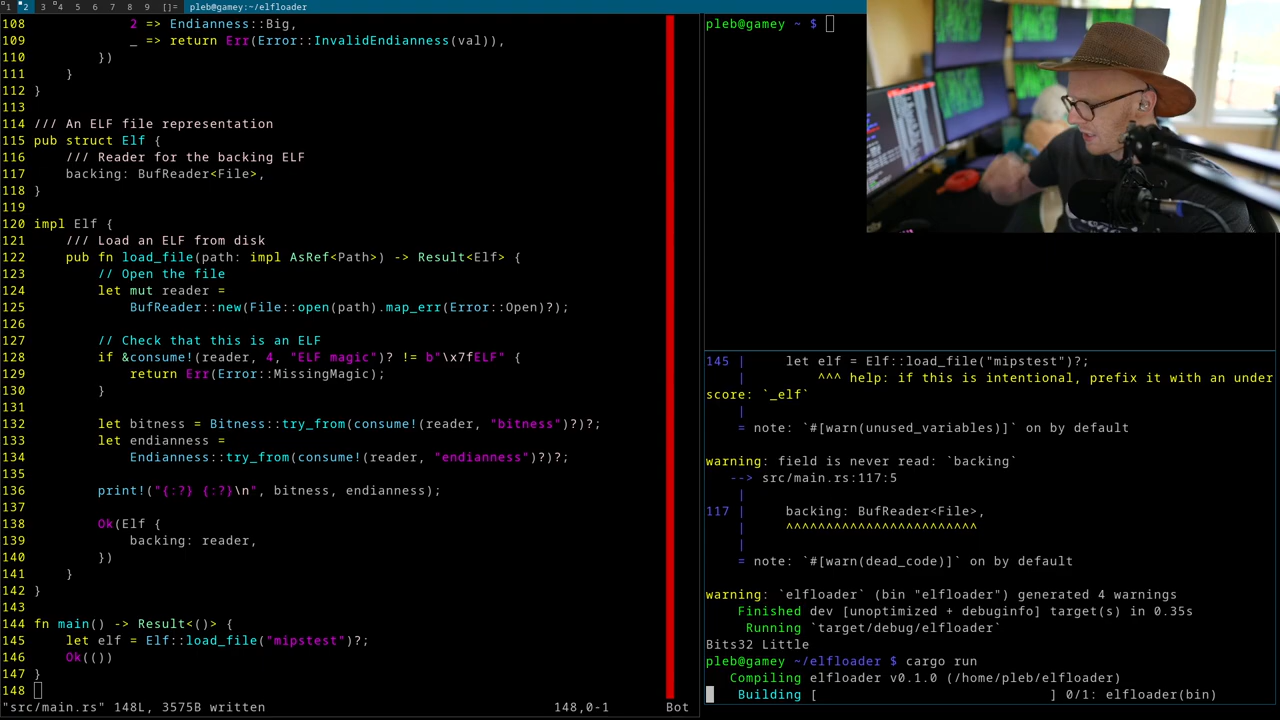 1 2 3 4 5 6 7 8 9 []= pleb@gamey:~/elfloader
108 2 => Endianness::Big,
109 _ => return Err(Error::InvalidEndianness(val)),
110 })
111 }
112 }
113
114 /// An ELF file representation
115 pub struct Elf {
116 /// Reader for the backing ELF
117 backing: BufReader<File>,
118 }
119
120 impl Elf {
121 /// Load an ELF from disk
122 pub fn load_file(path: impl AsRef<Path>) -> Result<Elf> {
123 // Open the file
124 let mut reader =
125 BufReader::new(File::open(path).map_err(Error::Open)?);
126
127 // Check that this is an ELF
128 if &consume!(reader, 4, "ELF magic")? != b"\x7fELF" {
129 return Err(Error::MissingMagic);
130 }
131
132 let bitness = Bitness::try_from(consume!(reader, "bitness")?)?;
133 let endianness =
134 Endianness::try_from(consume!(reader, "endianness")?)?;
135
136 print!("{:?} {:?}\n", bitness, endianness);
137
138 Ok(Elf {
139 backing: reader,
140 })
141 }
142 }
143
144 fn main() -> Result<()> {
145 let elf = Elf::load_file("mipstest")?;
146 Ok(())
147 }
148
"src/main.rs" 148L, 3575B written 148,0-1 Bot
pleb@gamey ~ $
145 | let elf = Elf::load_file("mipstest")?;
| ^^^ help: if this is intentional, prefix it with an under
score: `_elf`
|
= note: `#[warn(unused_variables)]` on by default
warning: field is never read: `backing`
--> src/main.rs:117:5
|
117 | backing: BufReader<File>,
| ^^^^^^^^^^^^^^^^^^^^^^^^
|
= note: `#[warn(dead_code)]` on by default
warning: `elfloader` (bin "elfloader") generated 4 warnings
Finished dev [unoptimized + debuginfo] target(s) in 0.35s
Running `target/debug/elfloader`
Bits32 Little
pleb@gamey ~/elfloader $ cargo run
Compiling elfloader v0.1.0 (/home/pleb/elfloader)
Building [ ] 0/1: elfloader(bin)